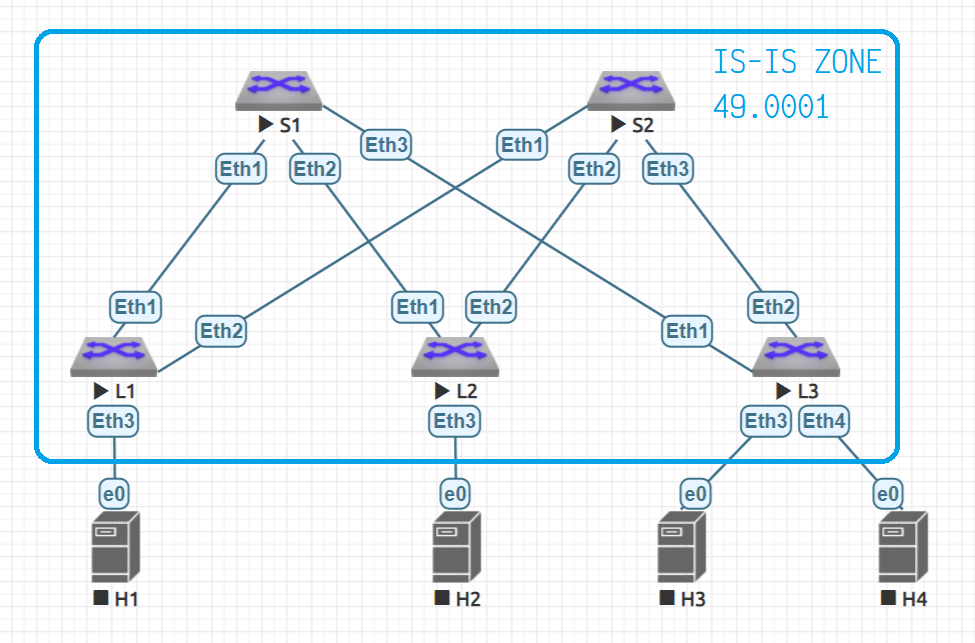 IS-IS ZONE
49.0001
S1
S2
Eth3
Eth1
Eth1
Eth2
Eth2
Eth3
Eth1
Eth2
Eth1
Eth2
Eth1
Eth2
L1
L2
L3
Eth3
Eth3
Eth3
Eth4
e0
e0
e0
e0
H1
H2
H3
H4